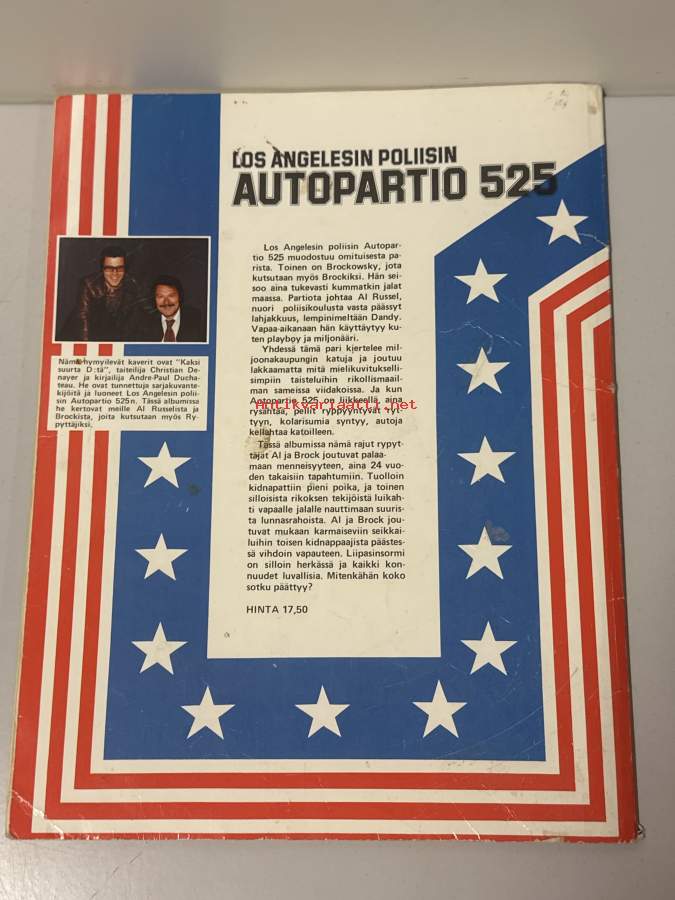 LOS ANGELESIN POLIISIN
AUTOPARTIO 525
Los Angelesin poliisin Autopar-
tio 525 muodostuu omituisesta pa-
rista. Toinen on Brockowsky, jota
kutsutaan myös Brockiksi. Hän sei-
soo aina tukevasti kummatkin jalat
maassa. Partiota johtaa Al Russel,
nuori poliisikoulusta vasta päässyt
lahjakkuus, lempinimeltään Dandy.
Vapaa-aikanaan hän käyttäytyy ku-
ten playboy ja miljonääri.
Yhdessä tämä pari kjertelee mil-
joonakaupungin katuja ja joutuu
lakkaamatta mitä mielikuvitukselli-
simpiin taisteluihin rikollismaail-
man sameissa viidakoissa. Ja kun
Autopartio 525 on liikkeellä, aina
rysähtää, pellit ryppyyntyvät ry-
tyyn, kolarisumia syntyy, autoja
kellahtaa katoilleen.
Tässä albumissa nämä rajut rypyt-
täjät Al ja Brock joutuvat palaa-
maan menneisyyteen, aina 24 vuo-
den takaisiin tapahtumiin. Tuolloin
kidnapattiin pieni poika, ja toinen
silloisista rikoksen tekijöistä luikah-
ti vapaalle jalalle nauttimaan suuris-
ta lunnasrahoista. Al ja Brock jou-
tuvat mukaan karmaiseviin seikkai-
luihin toisen kidnappaajista päästes-
sä vihdoin vapauteen. Liipasinsormi
on silloin herkässä ja kaikki kon-
nuudet luvallisia. Mitenkähän koko
sotku päättyy?
HINTA 17,50
Nämä hymyilevät kaverit ovat "Kaksi
suurta D:tä", taiteilija Christian De-
nayer ja kirjailija Andre-Paul Ducha-
teau. He ovat tunnettuja sarjakuvante-
kijöitä ja luoneet Los Angelesin polii-
sin Autopartio 525 n. Tässä albumissa
he kertovat meille Al Russelista ja
Brockista, joita kutsutaan myös Ry-
pyttäjiksi.
Antikvariaatti.net